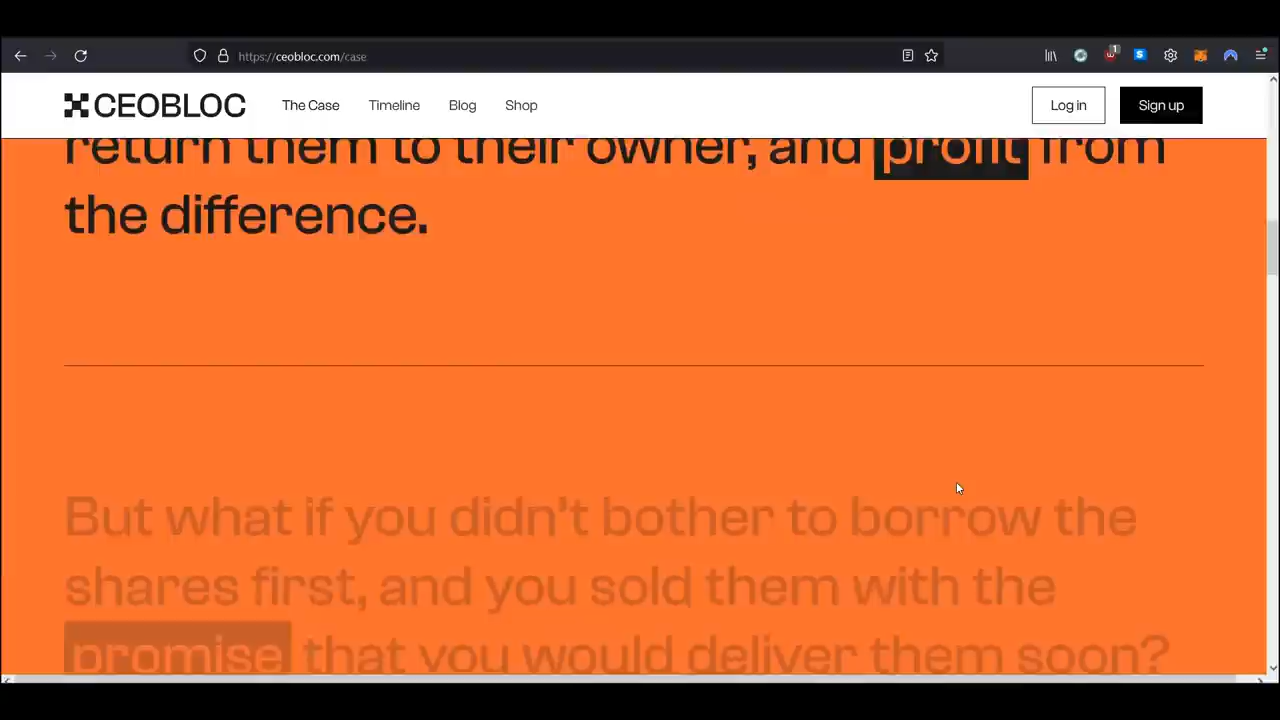 https://ceobloc.com/case
CEOBLOC
The Case
Timeline
Blog
Shop
Log in
Sign up
return them to their owner, and profit from
the difference.
But what if you didn't bother to borrow the
shares first, and you sold them with the
promise that you would deliver them soon?